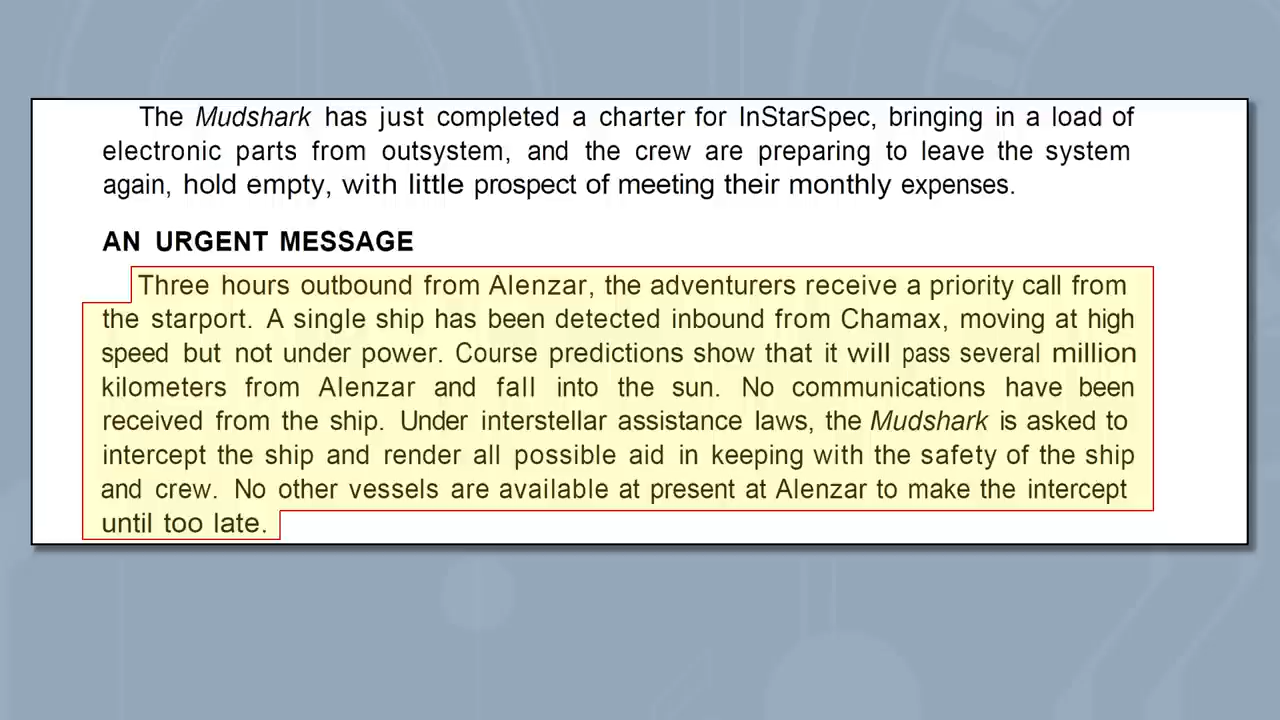 The Mudshark has just completed a charter for InStarSpec, bringing in a load of
electronic parts from outsystem, and the crew are preparing to leave the system
again, hold empty, with little prospect of meeting their monthly expenses.
AN URGENT MESSAGE
Three hours outbound from Alenzar, the adventurers receive a priority call from
the starport. A single ship has been detected inbound from Chamax, moving at high
speed but not under power. Course predictions show that it will pass several million
kilometers from Alenzar and fall into the sun. No communications have been
received from the ship. Under interstellar assistance laws, the Mudshark is asked to
intercept the ship and render all possible aid in keeping with the safety of the ship
and crew. No other vessels are available at present at Alenzar to make the intercept
until too late.